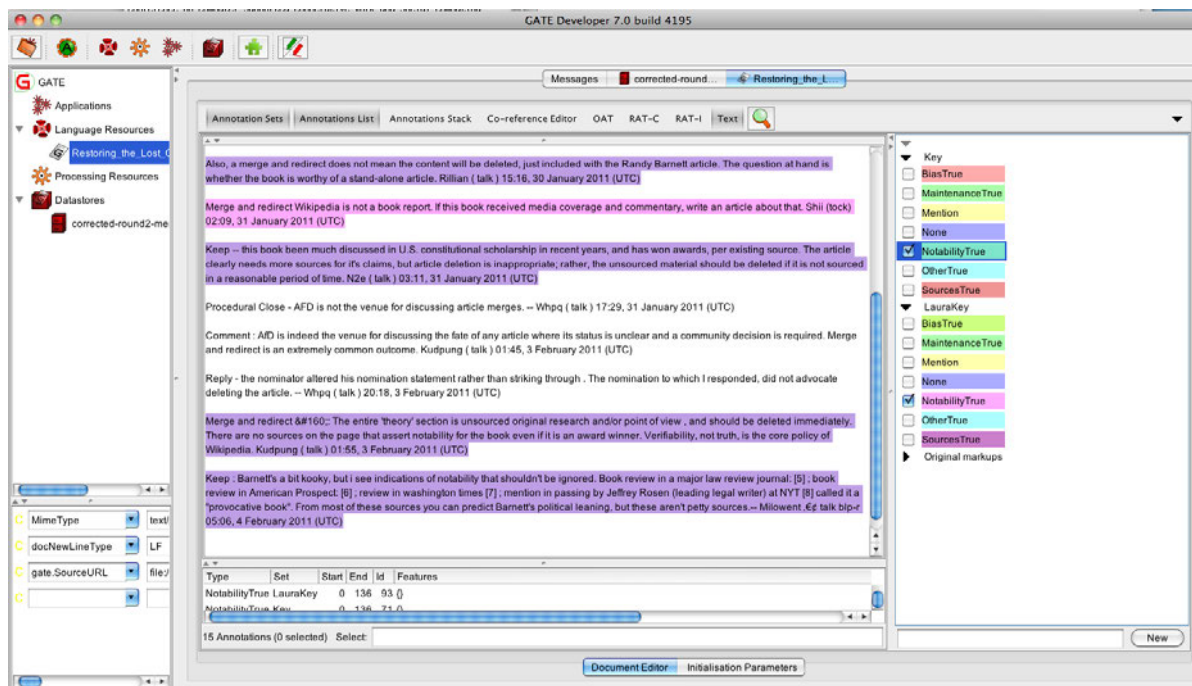 GATE Developer 7.0 build 4195
Messages
corrected-round...
Restoring_the_L...
GATE
Applications
Language Resources
Restoring_the_Lost_C
Processing Resources
Datastores
corrected-round2-me
Annotation Sets
Annotations List
Annotations Stack
Co-reference Editor
OAT
RAT-C
RAT-I
Text
Also, a merge and redirect does not mean the content will be deleted, just included with the Randy Barnett article. The question at hand is
whether the book is worthy of a stand-alone article. Rillian ( talk ) 15:16, 30 January 2011 (UTC)
Merge and redirect Wikipedia is not a book report. If this book received media coverage and commentary, write an article about that. Shii (tock)
02:09, 31 January 2011 (UTC)
Keep -- this book been much discussed in U.S. constitutional scholarship in recent years, and has won awards, per existing source. The article
clearly needs more sources for it's claims, but article deletion is inappropriate; rather, the unsourced material should be deleted if it is not sourced
in a reasonable period of time. N2e ( talk ) 03:11, 31 January 2011 (UTC)
Procedural Close - AFD is not the venue for discussing article merges. -- Whpq ( talk ) 17:29, 31 January 2011 (UTC)
Comment : AfD is indeed the venue for discussing the fate of any article where its status is unclear and a community decision is required. Merge
and redirect is an extremely common outcome. Kudpung ( talk ) 01:45, 3 February 2011 (UTC)
Reply - the nominator altered his nomination statement rather than striking through . The nomination to which I responded, did not advocate
deleting the article. -- Whpq ( talk ) 20:18, 3 February 2011 (UTC)
Merge and redirect &#160;: The entire 'theory' section is unsourced original research and/or point of view , and should be deleted immediately.
There are no sources on the page that assert notability for the book even if it is an award winner. Verifiability, not truth, is the core policy of
Wikipedia. Kudpung ( talk ) 01:55, 3 February 2011 (UTC)
Keep : Barnett's a bit kooky, but i see indications of notability that shouldn't be ignored. Book review in a major law review journal: [5] ; book
review in American Prospect: [6] ; review in washington times [7] ; mention in passing by Jeffrey Rosen (leading legal writer) at NYT [8] called it a
"provocative book". From most of these sources you can predict Barnett's political leaning, but these aren't petty sources.-- Milowent ‚€¢ talk blp-r
05:06, 4 February 2011 (UTC)
Key
BiasTrue
MaintenanceTrue
Mention
None
NotabilityTrue
OtherTrue
SourcesTrue
LauraKey
BiasTrue
MaintenanceTrue
Mention
None
NotabilityTrue
OtherTrue
SourcesTrue
Original markups
C MimeType text/
C docNewLineType LF
C gate.SourceURL file:/
C
Type Set Start End Id Features
NotabilityTrue LauraKey 0 136 93 {}
NotabilityTrue Key 0 136 71 {}
15 Annotations (0 selected) Select:
New
Document Editor
Initialisation Parameters